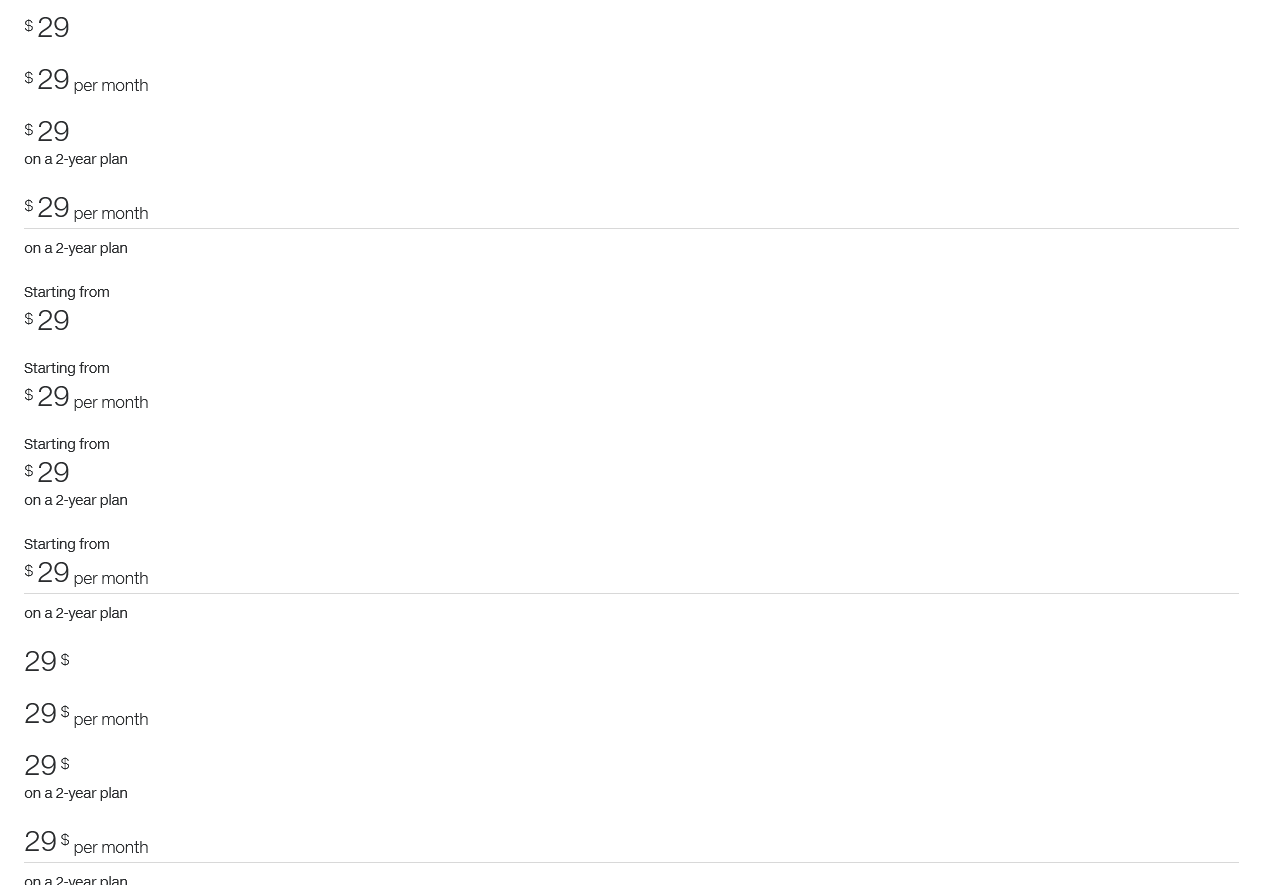 $ 29
$ 29 per month
$ 29
on a 2-year plan
$ 29 per month
on a 2-year plan
Starting from
$ 29
Starting from
$ 29 per month
Starting from
$ 29
on a 2-year plan
Starting from
$ 29 per month
on a 2-year plan
29 $
29 $ per month
29 $
on a 2-year plan
29 $ per month
on a 2-year plan